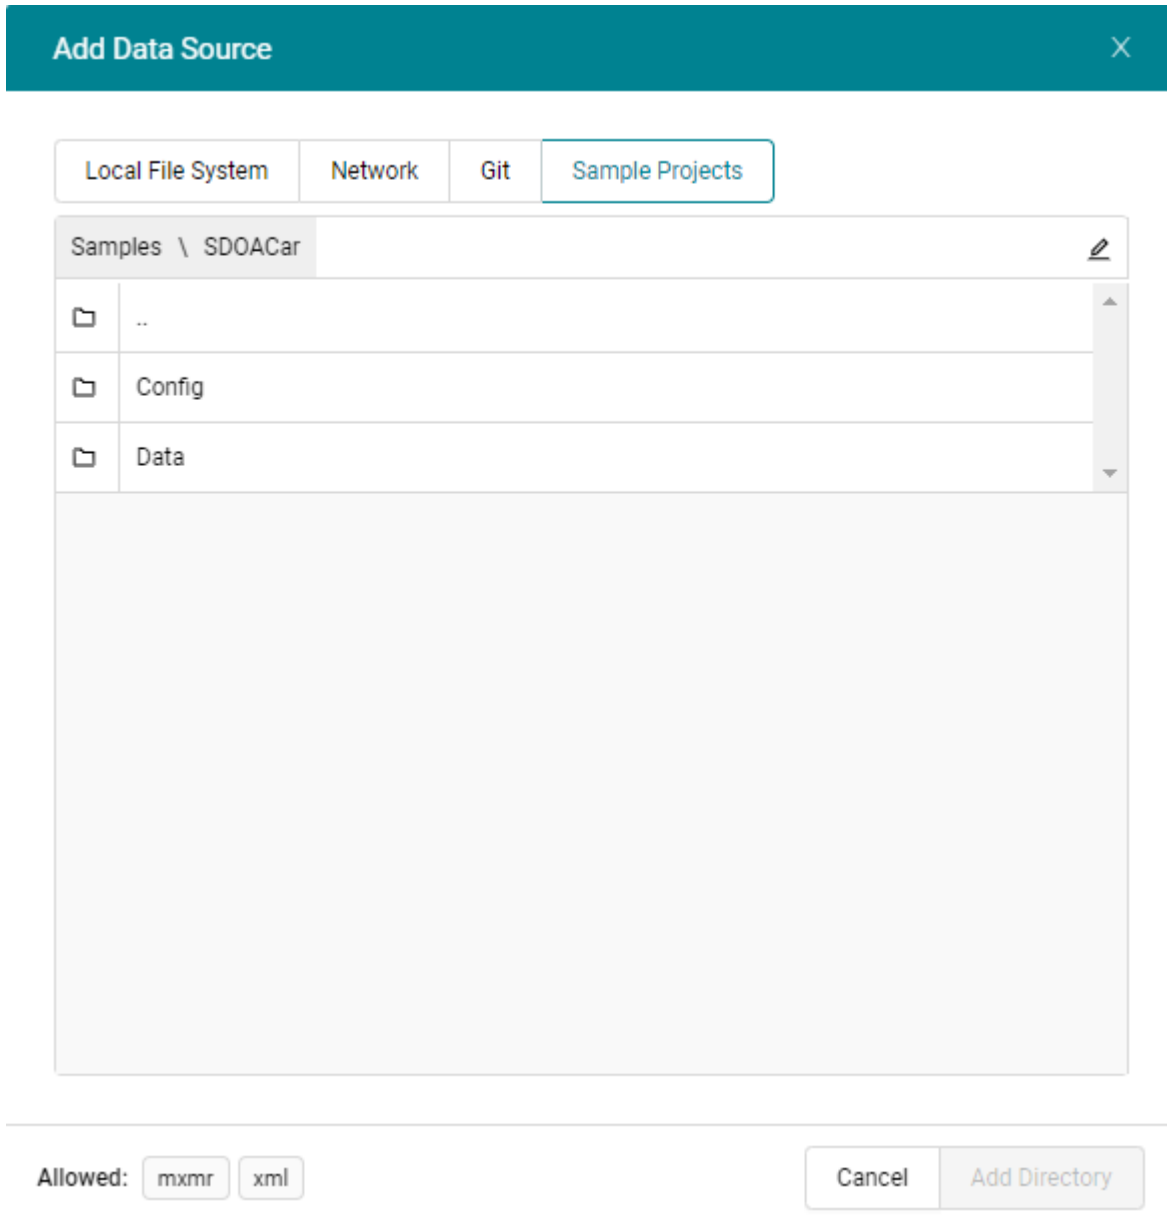 Add Data Source X
Local File System Network Git Sample Projects
Samples \ SDOACar
..
Config
Data
Allowed: mxmr xml Cancel Add Directory